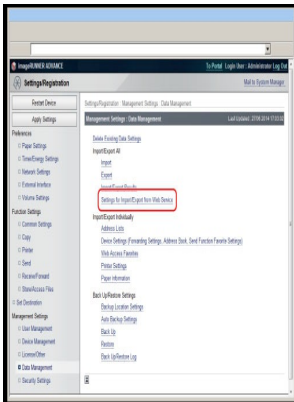 imageRUNNER ADVANCE
To Portal Login User : Administrator Log Out
Settings/Registration
Mail to System Manager
Restart Device
Apply Settings
Settings/Registration : Management Settings : Data Management
Management Settings : Data Management
Last Updated :
Preferences
Paper Settings
Timer/Energy Settings
Network Settings
External Interface
Volume Settings
Function Settings
Common Settings
Copy
Printer
Send
Receive/Forward
Store/Access Files
Set Destination
Management Settings
User Management
Device Management
License/Other
Data Management
Security Settings
Delete Existing Data Settings
Import/Export All
Import
Export
Import/Export Results
Settings for Import/Export from Web Service
Import/Export Individually
Address Lists
Device Settings (Forwarding Settings, Address Book, Send Function Favorite Settings)
Web Access Favorites
Printer Settings
Paper Information
Back Up/Restore Settings
Backup Location Settings
Auto Backup Settings
Back Up
Restore
Back Up/Restore Log